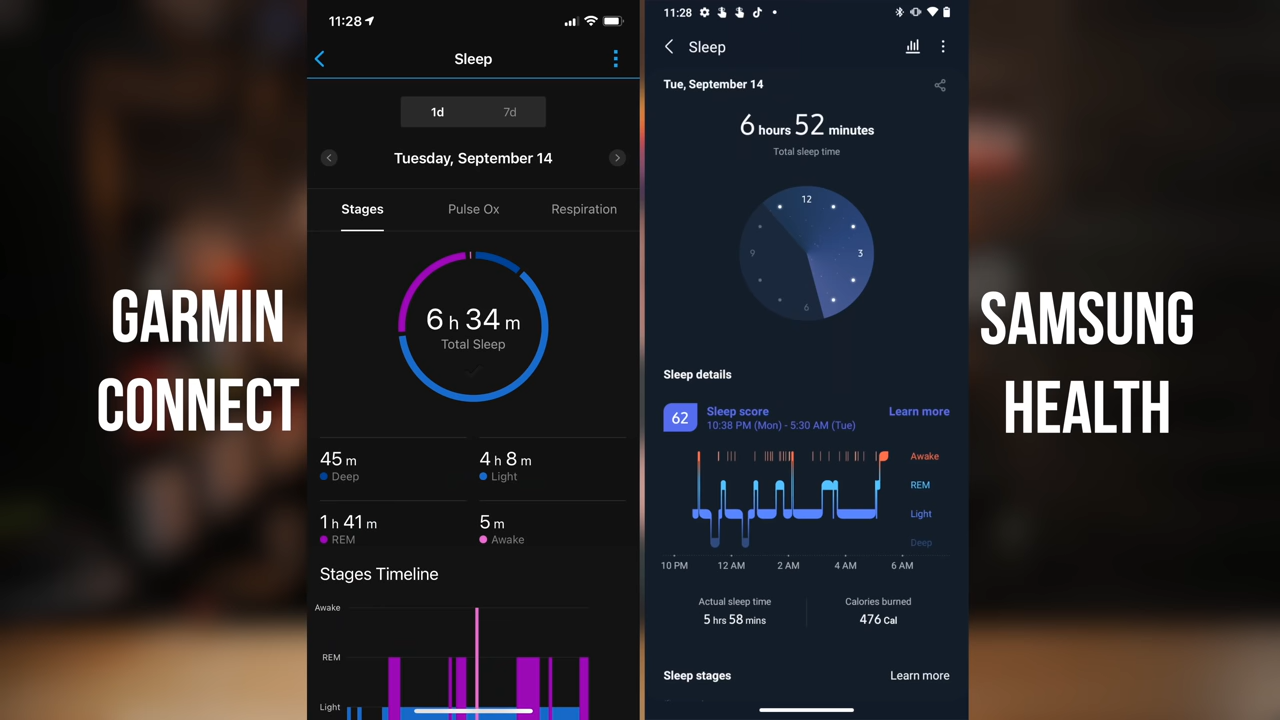 GARMIN
CONNECT
11:28
Sleep
1d 7d
Tuesday, September 14
Stages Pulse Ox Respiration
6 h 34 m
Total Sleep
45 m
Deep
4 h 8 m
Light
1 h 41 m
REM
5 m
Awake
Stages Timeline
Awake
REM
Light
11:28
Sleep
Tue, September 14
6 hours 52 minutes
Total sleep time
12
9
3
6
Sleep details
62
Sleep score
Learn more
10:38 PM (Mon) - 5:30 AM (Tue)
Awake
REM
Light
Deep
10 PM 12 AM 2 AM 4 AM 6 AM
Actual sleep time
5 hrs 58 mins
Calories burned
476 Cal
Sleep stages Learn more
SAMSUNG
HEALTH